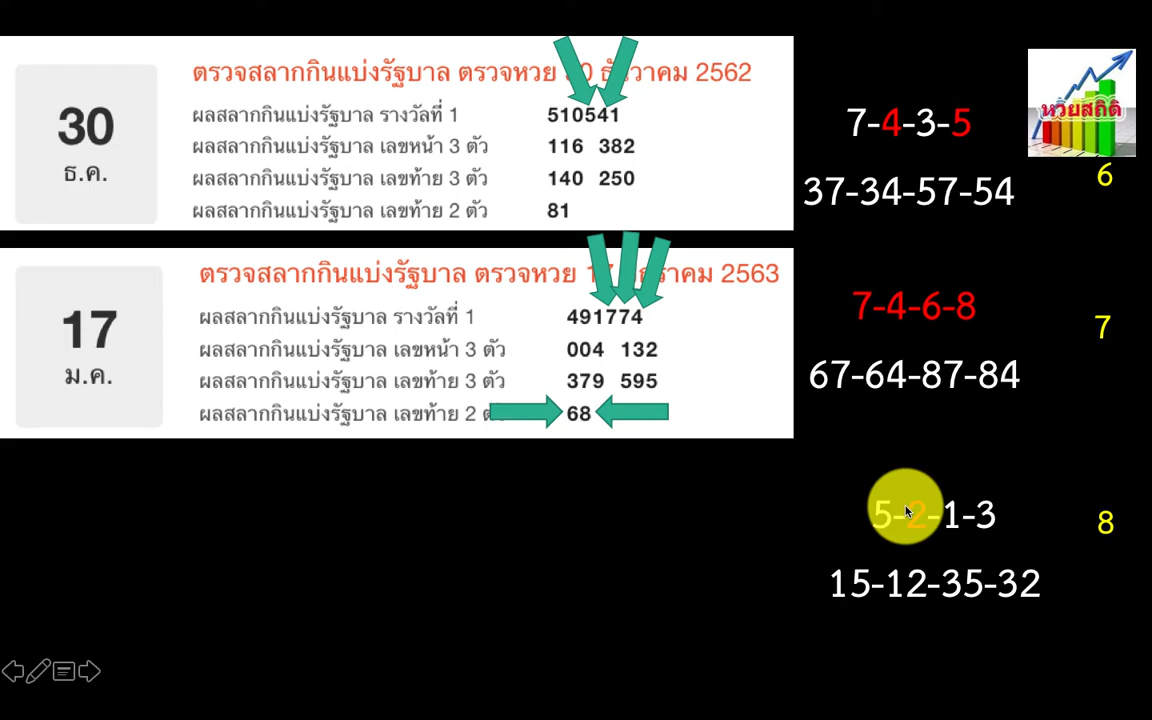 30
ธ.ค.
ตรวจสลากกินแบ่งรัฐบาล ตรวจหวย 0 ธันวาคม 2562
ผลสลากกินแบ่งรัฐบาล รางวัลที่ 1 510541
ผลสลากกินแบ่งรัฐบาล เลขหน้า 3 ตัว 116 382
ผลสลากกินแบ่งรัฐบาล เลขท้าย 3 ตัว 140 250
ผลสลากกินแบ่งรัฐบาล เลขท้าย 2 ตัว 81
7-4-3-5
หวยสถิติ
37-34-57-54
6
17
ม.ค.
ตรวจสลากกินแบ่งรัฐบาล ตรวจหวย 2563
ผลสลากกินแบ่งรัฐบาล รางวัลที่ 1 491774
ผลสลากกินแบ่งรัฐบาล เลขหน้า 3 ตัว 004 132
ผลสลากกินแบ่งรัฐบาล เลขท้าย 3 ตัว 379 595
ผลสลากกินแบ่งรัฐบาล เลขท้าย 2 68
7-4-6-8
67-64-87-84
7
5-2-1-3
15-12-35-32
8